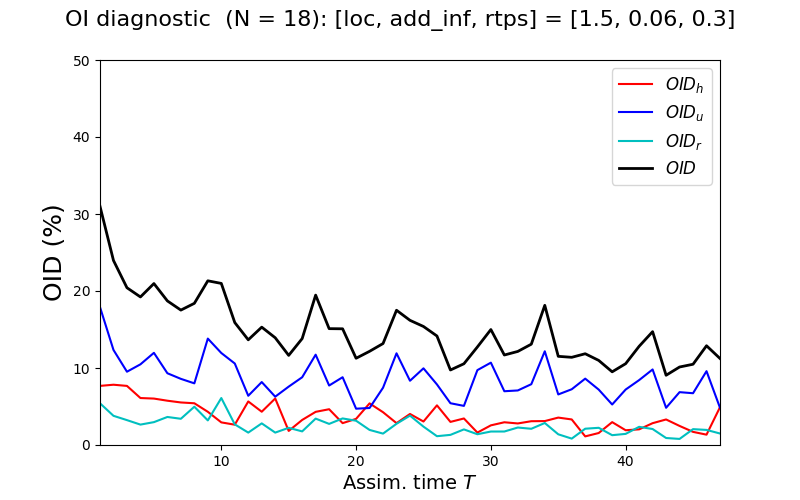 OI diagnostic (N = 18): [loc, add_inf, rtps] = [1.5, 0.06, 0.3]
50
40
30
20
10
0
OID (%)
OID_h
OID_u
OID_r
OID
10 20 30 40
Assim. time T